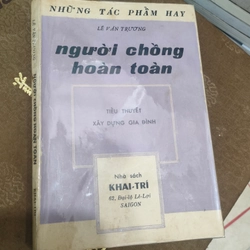 NHỮNG TÁC PHẨM HAY
LÊ VĂN TRƯƠNG
người chồng
hoàn toàn
TIỂU THUYẾT
XÂY DỰNG GIA ĐÌNH
Nhà sách
KHAI-TRÍ
62, Đại-lộ Lê-Lợi
SAIGON